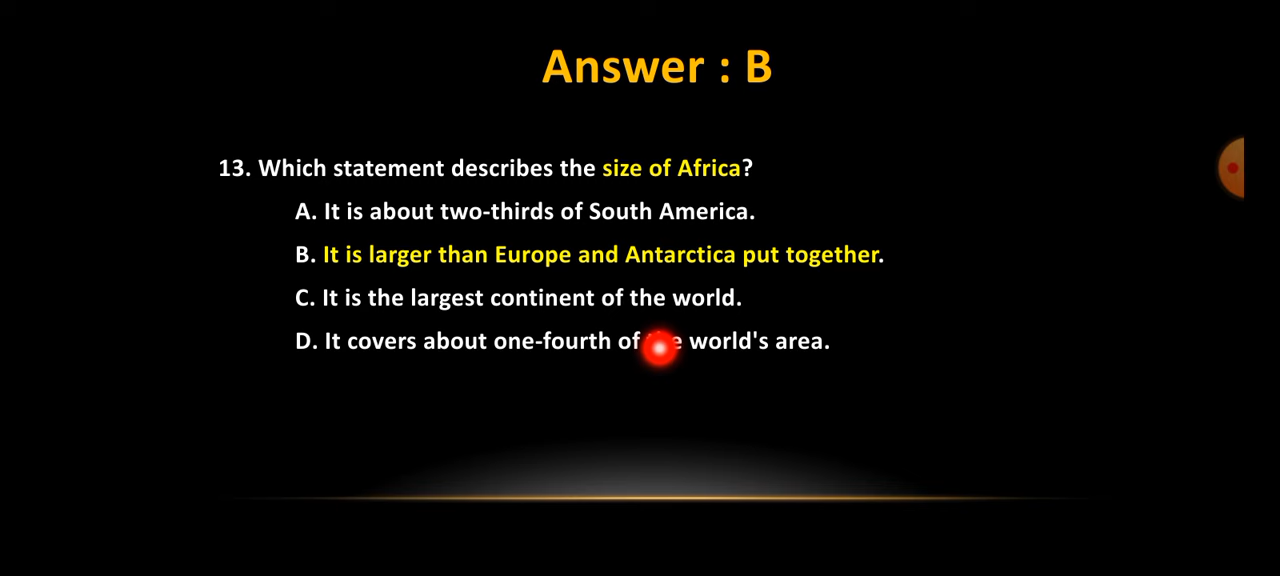 Answer : B
13. Which statement describes the size of Africa?
A. It is about two-thirds of South America.
B. It is larger than Europe and Antarctica put together.
C. It is the largest continent of the world.
D. It covers about one-fourth of the world's area.